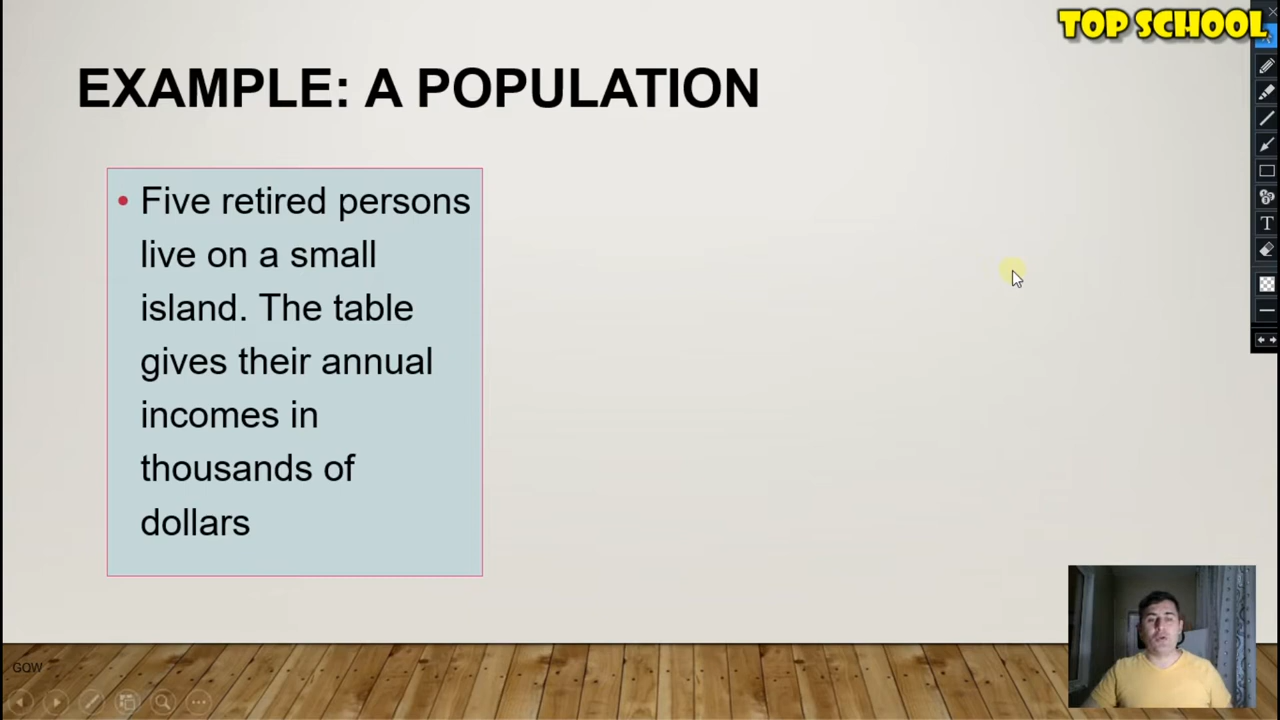 TOP SCHOOL
EXAMPLE: A POPULATION
• Five retired persons
live on a small
island. The table
gives their annual
incomes in
thousands of
dollars
GQW
T